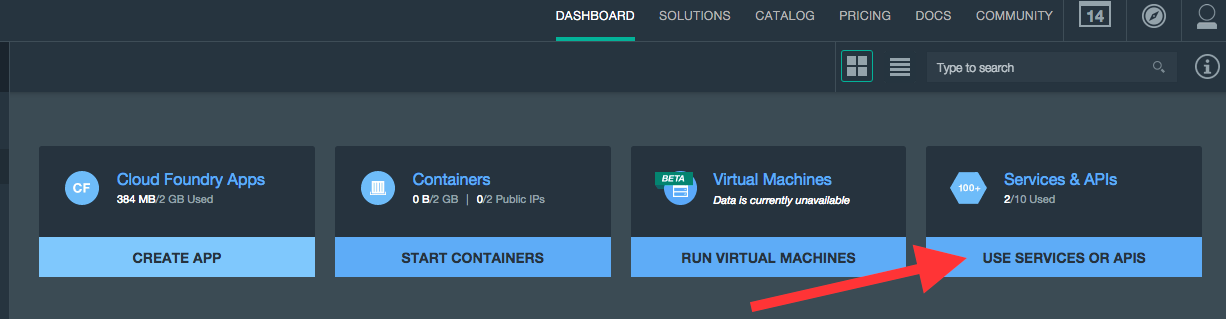 DASHBOARD SOLUTIONS CATALOG PRICING DOCS COMMUNITY 14
Type to search
CF
Cloud Foundry Apps
384 MB/2 GB Used
CREATE APP
Containers
0 B/2 GB | 0/2 Public IPs
START CONTAINERS
BETA
Virtual Machines
Data is currently unavailable
RUN VIRTUAL MACHINES
100+
Services & APIs
2/10 Used
USE SERVICES OR APIS